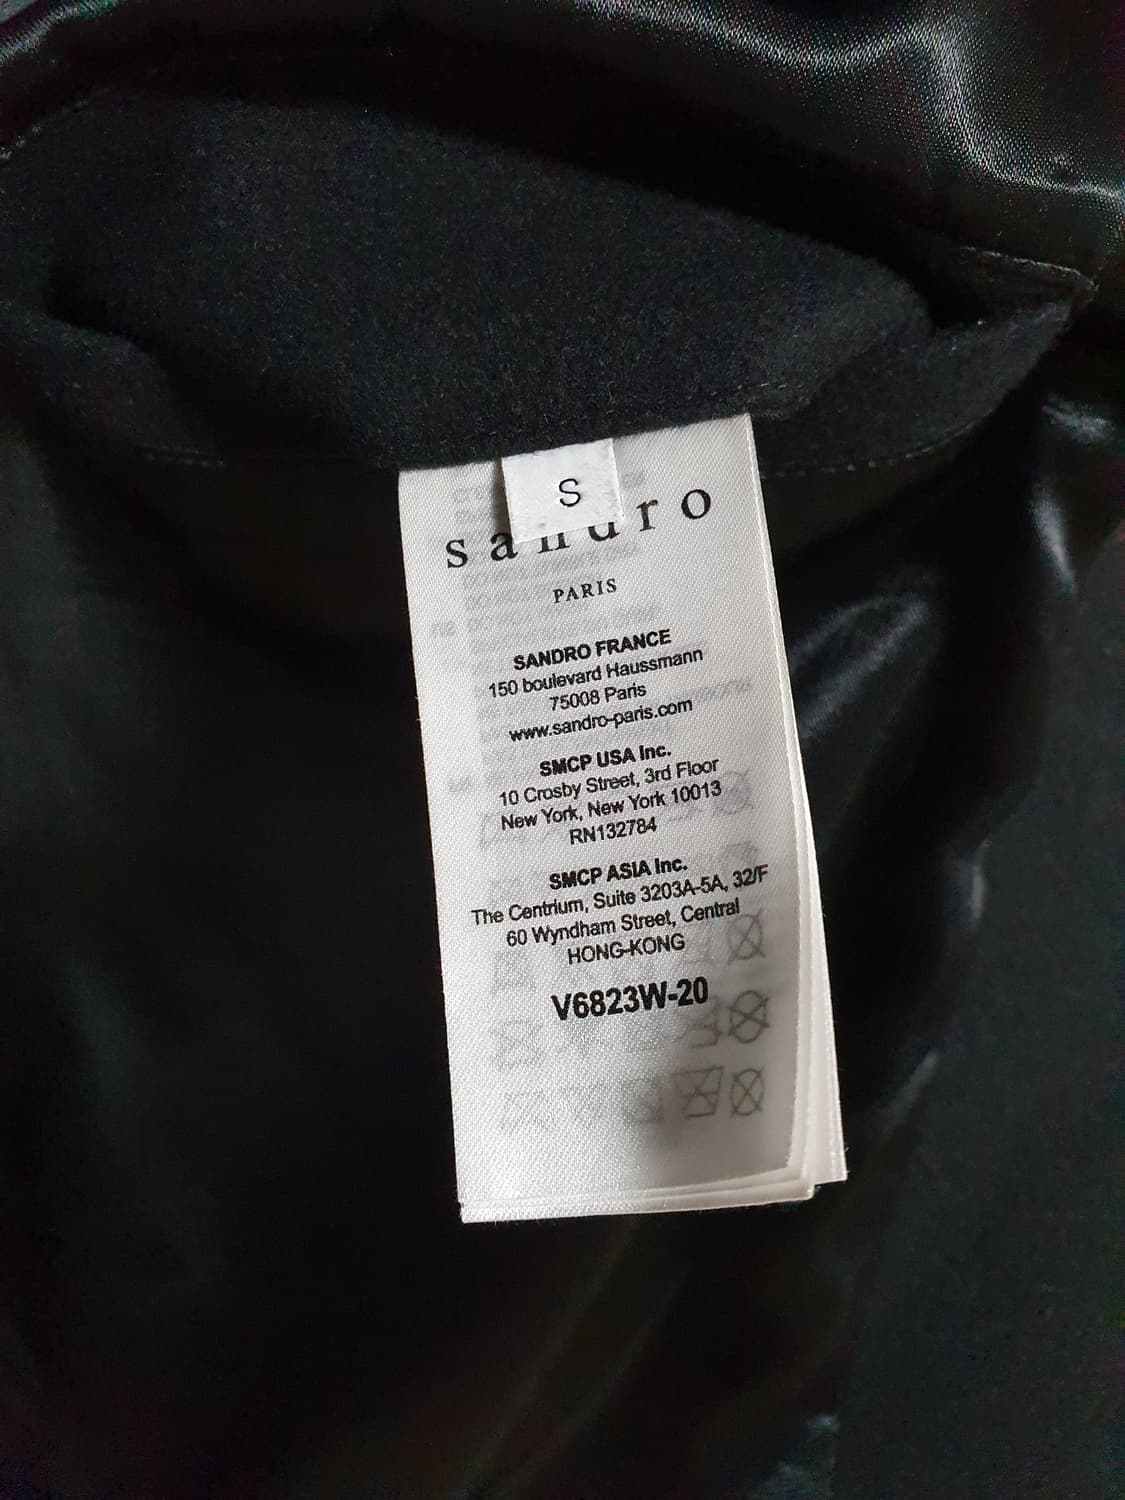 S
sandro
PARIS
SANDRO FRANCE
150 boulevard Haussmann
75008 Paris
www.sandro-paris.com
SMCP USA Inc.
10 Crosby Street, 3rd Floor
New York, New York 10013
RN132784
SMCP ASIA Inc.
The Centrium, Suite 3203A-5A, 32/F
60 Wyndham Street, Central
HONG-KONG
V6823W-20